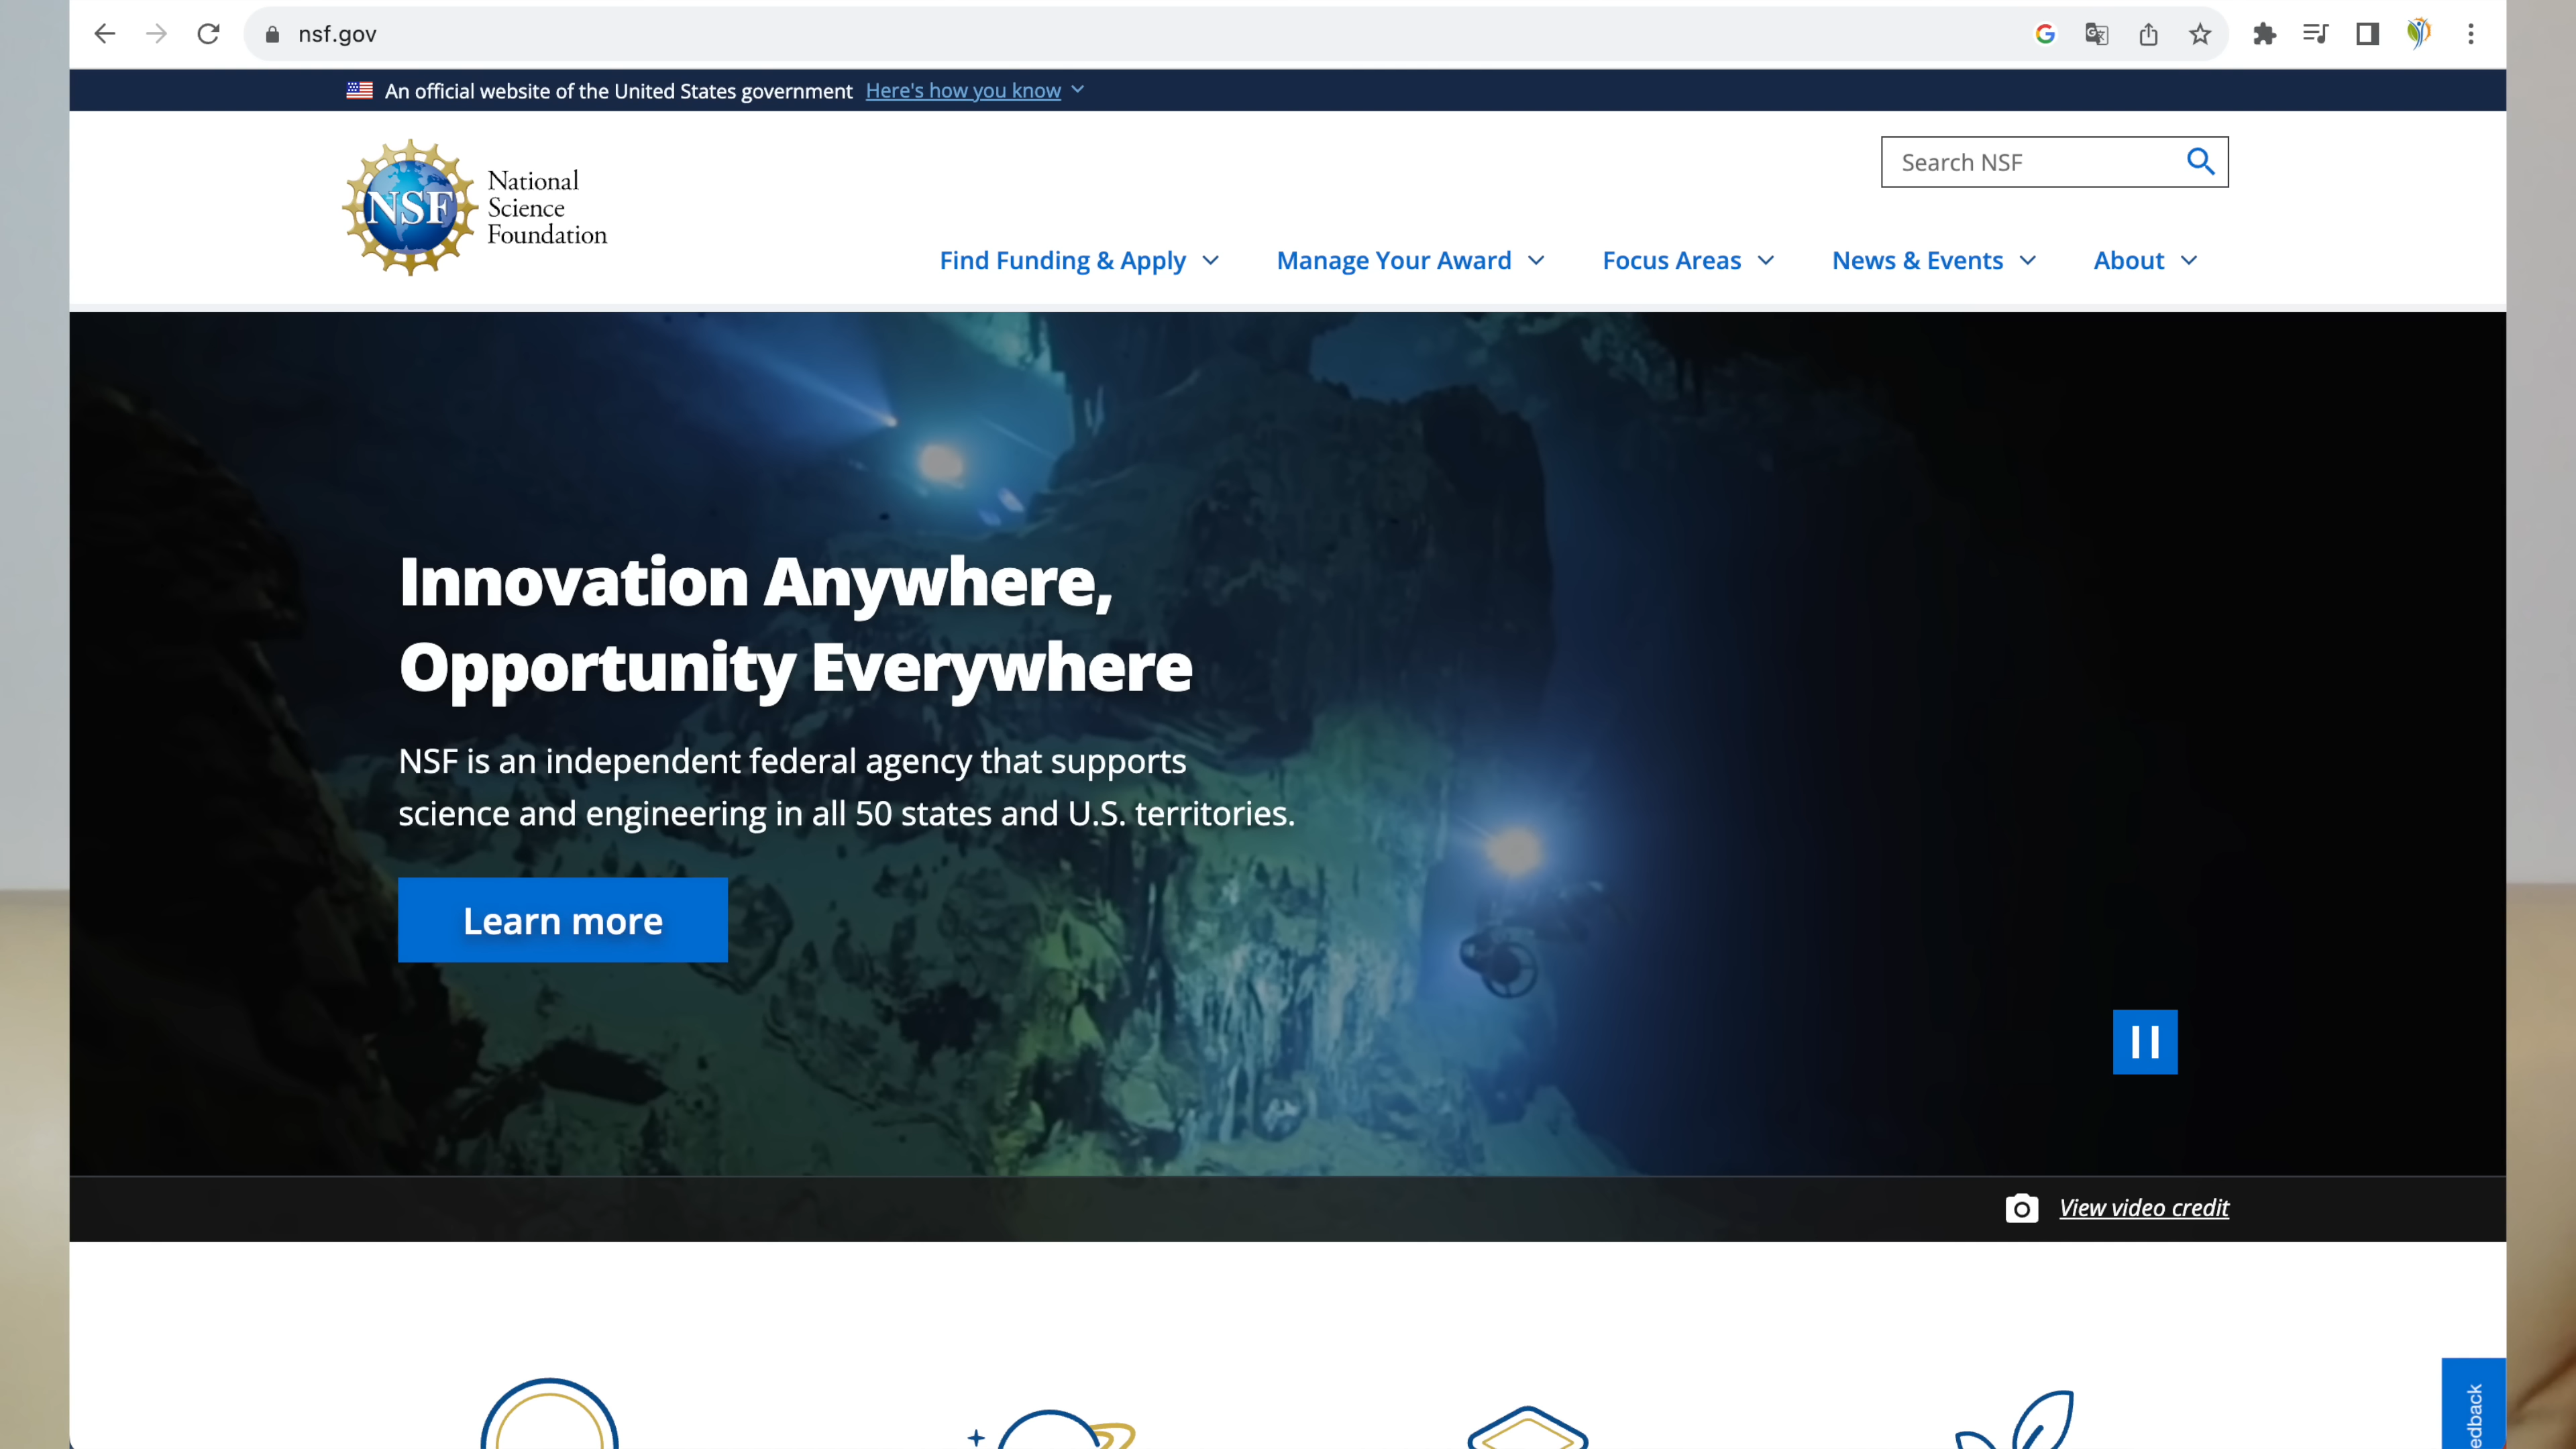 nsf.gov
An official website of the United States government Here's how you know
NSF
National
Science
Foundation
Search NSF
Find Funding & Apply Manage Your Award Focus Areas News & Events About
Innovation Anywhere,
Opportunity Everywhere
NSF is an independent federal agency that supports
science and engineering in all 50 states and U.S. territories.
Learn more
View video credit
edback